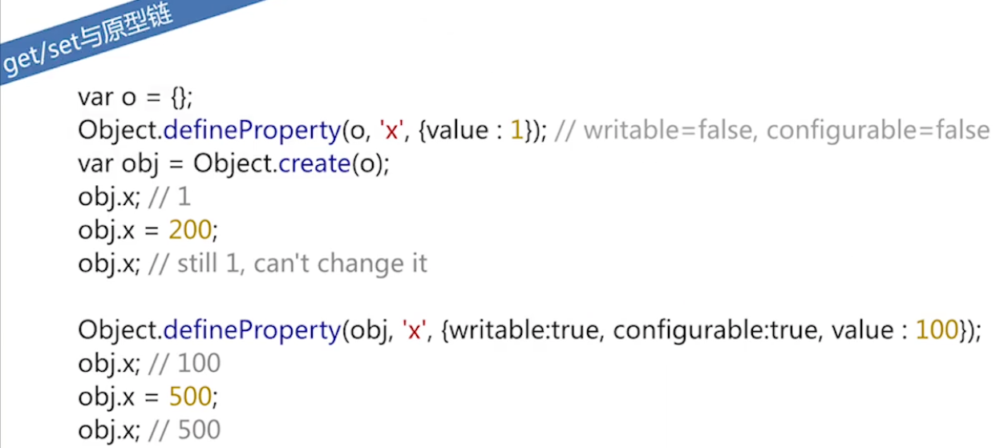 get/set与原型链
var o = {};
Object.defineProperty(o, 'x', {value : 1}); // writable=false, configurable=false
var obj = Object.create(o);
obj.x; // 1
obj.x = 200;
obj.x; // still 1, can't change it
Object.defineProperty(obj, 'x', {writable:true, configurable:true, value : 100});
obj.x; // 100
obj.x = 500;
obj.x; // 500